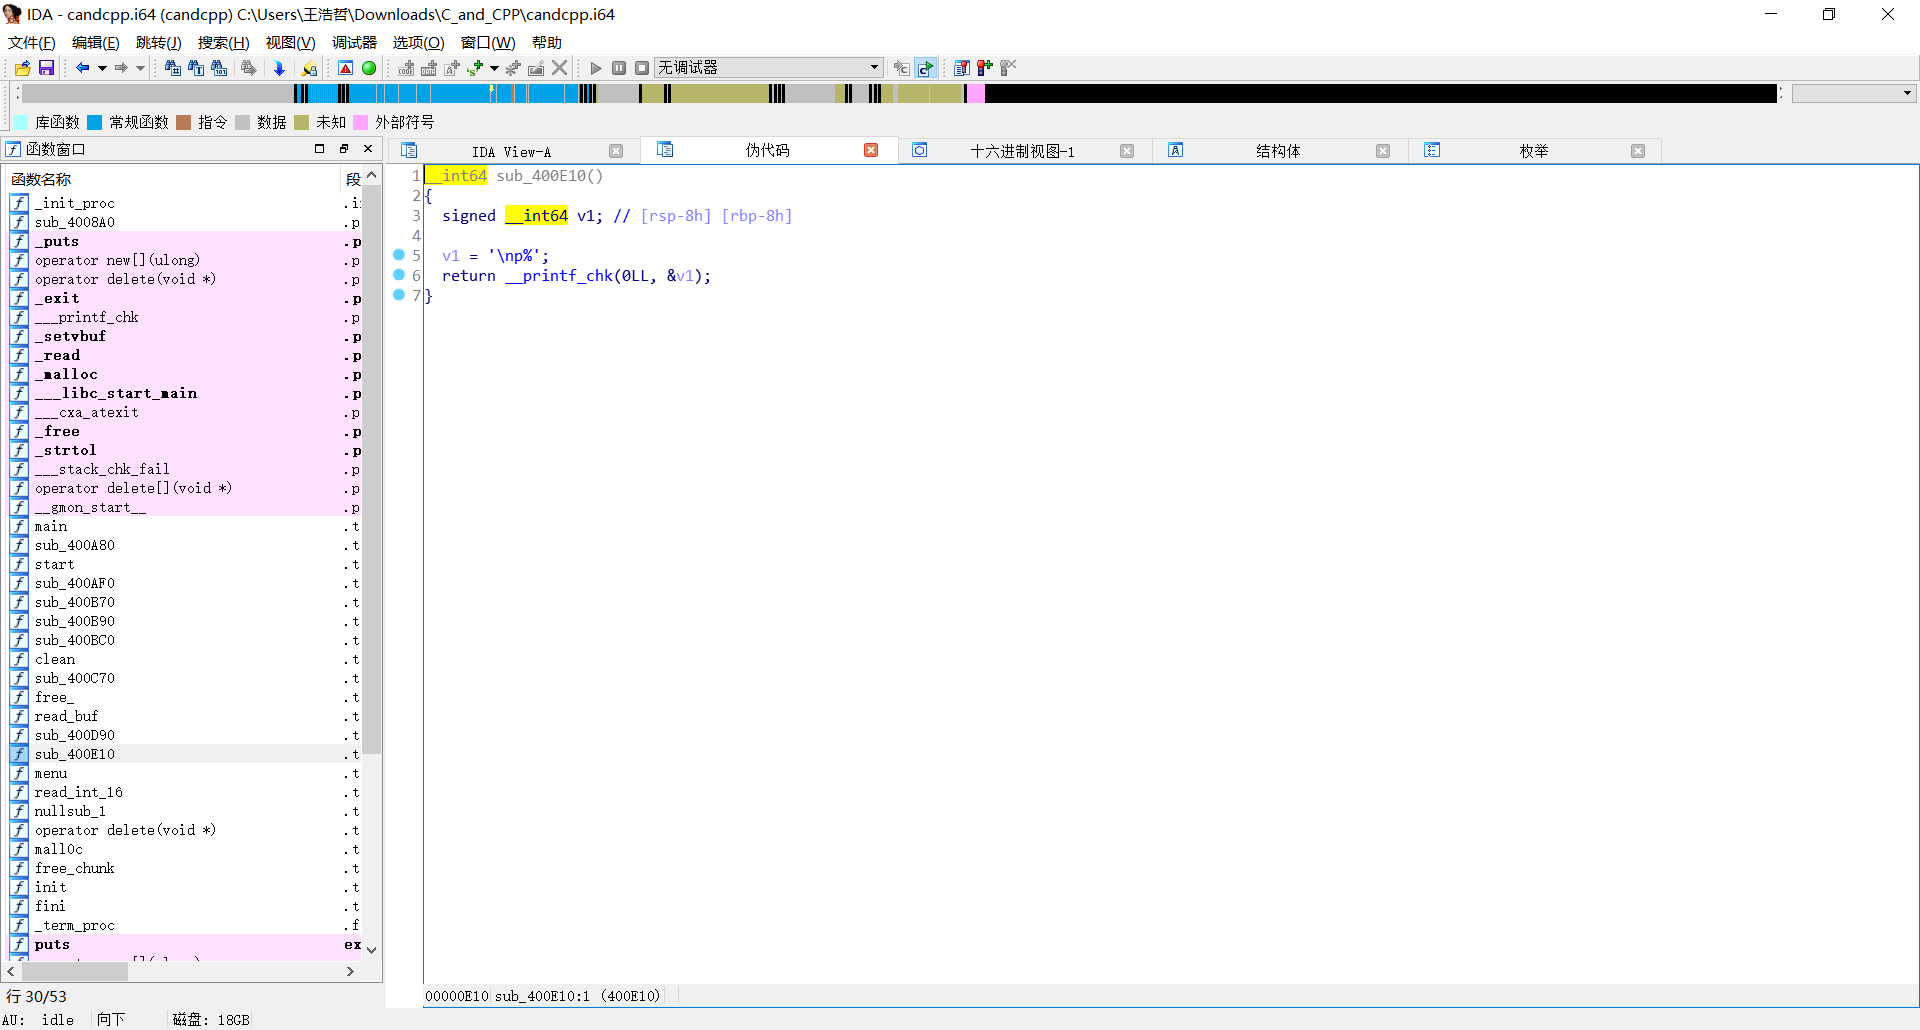 IDA - candcpp.i64 (candcpp) C:\Users\王浩哲\Downloads\C_and_CPP\candcpp.i64
文件(F) 编辑(E) 跳转(J) 搜索(H) 视图(V) 调试器 选项(O) 窗口(W) 帮助
无调试器
库函数 常规函数 指令 数据 未知 外部符号
函数窗口
IDA View-A 伪代码 十六进制视图-1 结构体 枚举
函数名称 段
_init_proc .i
sub_4008A0 .p
_puts .p
operator new[](ulong) .p
operator delete(void *) .p
_exit .p
___printf_chk .p
_setvbuf .p
_read .p
_malloc .p
___libc_start_main .p
___cxa_atexit .p
_free .p
_strtol .p
___stack_chk_fail .p
operator delete[](void *) .p
__gmon_start__ .p
main .t
sub_400A80 .t
start .t
sub_400AF0 .t
sub_400B70 .t
sub_400B90 .t
sub_400BC0 .t
clean .t
sub_400C70 .t
free_ .t
read_buf .t
sub_400D90 .t
sub_400E10 .t
menu .t
read_int_16 .t
nullsub_1 .t
operator delete(void *) .t
mall0c .t
free_chunk .t
init .t
fini .t
_term_proc .f
puts ex
行 30/53
1 __int64 sub_400E10()
2 {
3 signed __int64 v1; // [rsp-8h] [rbp-8h]
4
5 v1 = '\np%';
6 return __printf_chk(0LL, &v1);
7 }
00000E10 sub_400E10:1 (400E10)
AU: idle 向下 磁盘: 18GB